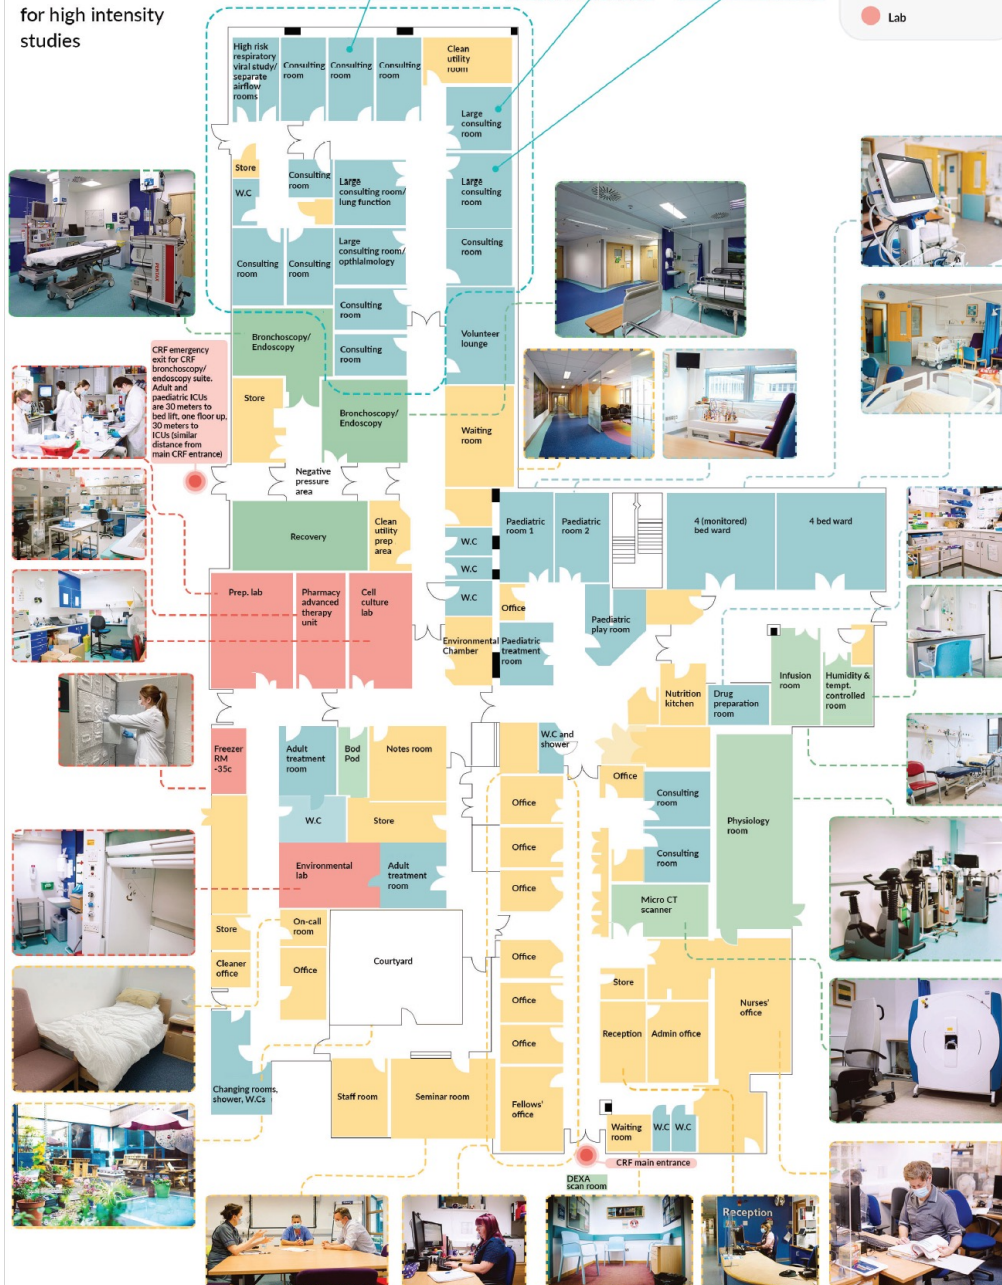 for high intensity
studies
Lab
High risk
respiratory
viral study/
separate
airflow
rooms
Consulting
room
Consulting
room
Consulting
room
Clean
utility
room
Large
consulting
room
Store
W.C
Consulting
room
Large
consulting room/
lung function
Large
consulting
room
Consulting
room
Consulting
room
Large
consulting room/
opthlalmology
Consulting
room
Consulting
room
Consulting
room
Volunteer
lounge
Bronchoscopy/
Endoscopy
CRF emergency
exit for CRF
bronchoscopy/
endoscopy suite.
Adult and
paediatric ICUs
are 30 meters to
bed lift, one floor up,
30 meters to
ICUs (similar
distance from
main CRF entrance)
Store
Bronchoscopy/
Endoscopy
Waiting
room
Negative
pressure
area
Recovery
Clean
utility
prep
area
W.C
W.C
W.C
Paediatric
room 1
Paediatric
room 2
4 (monitored)
bed ward
4 bed ward
Prep. lab
Pharmacy
advanced
therapy
unit
Cell
culture
lab
Office
Paediatric
play room
Environmental
Chamber
Paediatric
treatment
room
Nutrition
kitchen
Drug
preparation
room
Infusion
room
Humidity &
tempt.
controlled
room
Freezer
RM
-35c
Adult
treatment
room
Bod
Pod
Notes room
W.C and
shower
Office
Office
Consulting
room
Physiology
room
W.C
Store
Office
Consulting
room
Environmental
lab
Adult
treatment
room
Office
Micro CT
scanner
Store
On-call
room
Courtyard
Cleaner
office
Office
Office
Store
Office
Nurses'
office
Office
Reception
Admin office
Changing rooms,
shower, W.Cs
Staff room
Seminar room
Fellows'
office
Waiting
room
W.C
W.C
CRF main entrance
DEXA
scan room
Reception